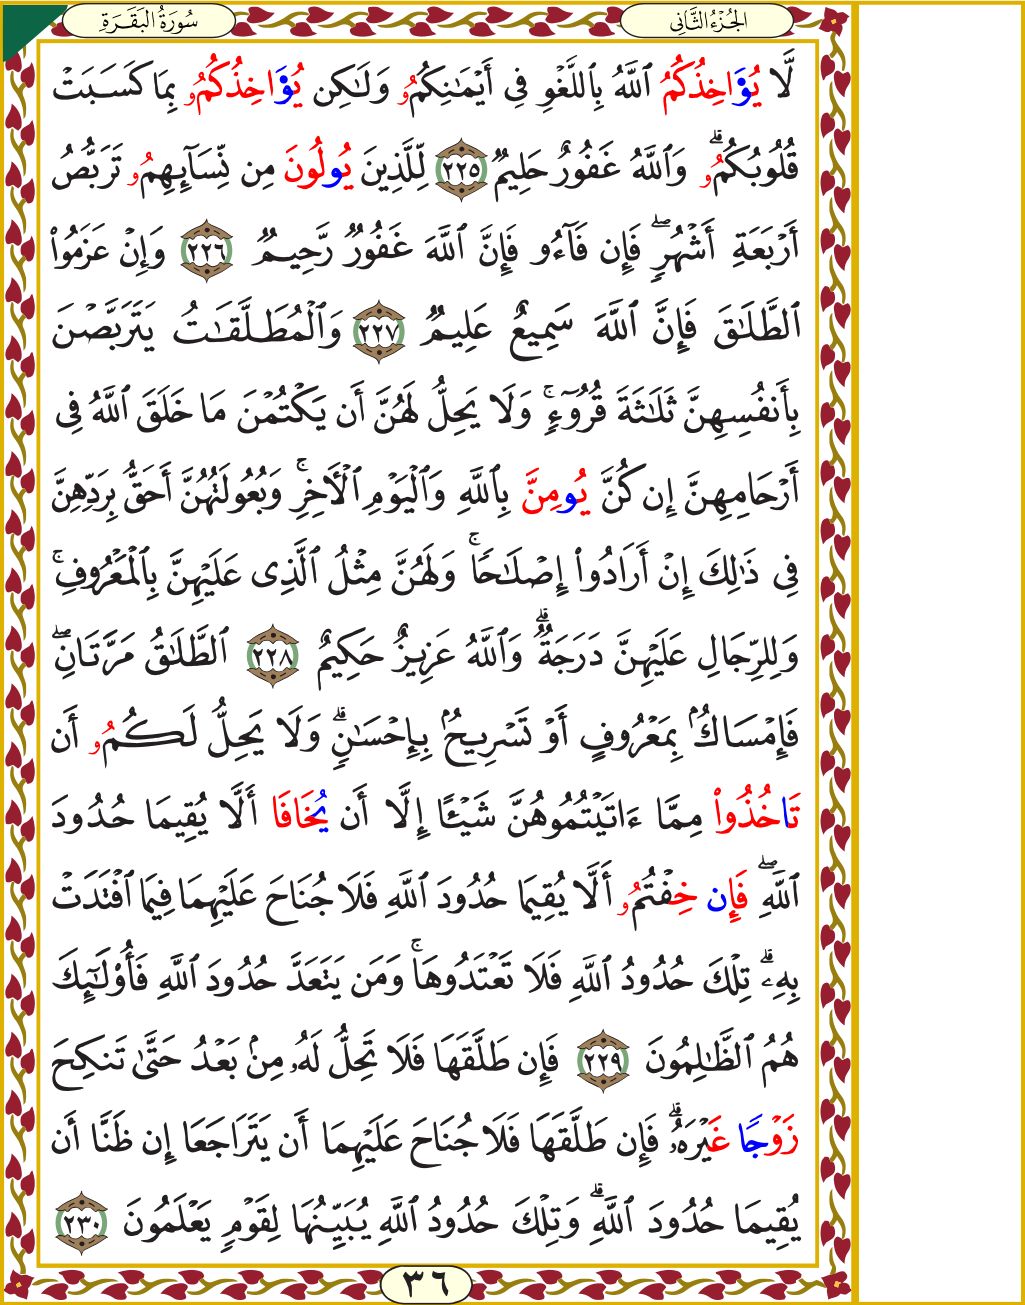 الجُزْءُ الثَّانِي
سُورَةُ البَقَرَةِ
لَّا يُوَاخِذُكُمُ ٱللَّهُ بِٱللَّغْوِ فِى أَيْمَٰنِكُمُۥ وَلَٰكِن يُوَاخِذُكُمُۥ بِمَا كَسَبَتْ
قُلُوبُكُمُۥۗ وَٱللَّهُ غَفُورٌ حَلِيمٌ ٢٢٥ لِّلَّذِينَ يُولُونَ مِن نِّسَآئِهِمُۥ تَرَبُّصُ
أَرْبَعَةِ أَشْهُرٍۖ فَإِن فَآءُو فَإِنَّ ٱللَّهَ غَفُورٌ رَّحِيمٌ ٢٢٦ وَإِنْ عَزَمُوا۟
ٱلطَّلَٰقَ فَإِنَّ ٱللَّهَ سَمِيعٌ عَلِيمٌ ٢٢٧ وَٱلْمُطَلَّقَٰتُ يَتَرَبَّصْنَ
بِأَنفُسِهِنَّ ثَلَٰثَةَ قُرُوٓءٍۚ وَلَا يَحِلُّ لَهُنَّ أَن يَكْتُمْنَ مَا خَلَقَ ٱللَّهُ فِى
أَرْحَامِهِنَّ إِن كُنَّ يُومِنَّ بِٱللَّهِ وَٱلْيَوْمِ ٱلْأَخِرِۚ وَبُعُولَتُهُنَّ أَحَقُّ بِرَدِّهِنَّ
فِى ذَٰلِكَ إِنْ أَرَادُوا۟ إِصْلَٰحًاۚ وَلَهُنَّ مِثْلُ ٱلَّذِى عَلَيْهِنَّ بِٱلْمَعْرُوفِۚ
وَلِلرِّجَالِ عَلَيْهِنَّ دَرَجَةٌۗ وَٱللَّهُ عَزِيزٌ حَكِيمٌ ٢٢٨ ٱلطَّلَٰقُ مَرَّتَانِۖ
فَإِمْسَاكٌۢ بِمَعْرُوفٍ أَوْ تَسْرِيحٌۢ بِإِحْسَٰنٍۗ وَلَا يَحِلُّ لَكُمُۥ أَن
تَاخُذُوا۟ مِمَّا ءَاتَيْتُمُوهُنَّ شَيْـًٔا إِلَّا أَن يُخَافَا أَلَّا يُقِيمَا حُدُودَ
ٱللَّهِۖ فَإِن خِفْتُمُۥ أَلَّا يُقِيمَا حُدُودَ ٱللَّهِ فَلَا جُنَاحَ عَلَيْهِمَا فِيمَا ٱفْتَدَتْ
بِهِۦۗ تِلْكَ حُدُودُ ٱللَّهِ فَلَا تَعْتَدُوهَاۚ وَمَن يَتَعَدَّ حُدُودَ ٱللَّهِ فَأُو۟لَٰٓئِكَ
هُمُ ٱلظَّٰلِمُونَ ٢٢٩ فَإِن طَلَّقَهَا فَلَا تَحِلُّ لَهُۥ مِنۢ بَعْدُ حَتَّىٰ تَنكِحَ
زَوْجًا غَيْرَهُۥۗ فَإِن طَلَّقَهَا فَلَا جُنَاحَ عَلَيْهِمَا أَن يَتَرَاجَعَا إِن ظَنَّا أَن
يُقِيمَا حُدُودَ ٱللَّهِۗ وَتِلْكَ حُدُودُ ٱللَّهِ يُبَيِّنُهَا لِقَوْمٍ يَعْلَمُونَ ٢٣٠
٣٦